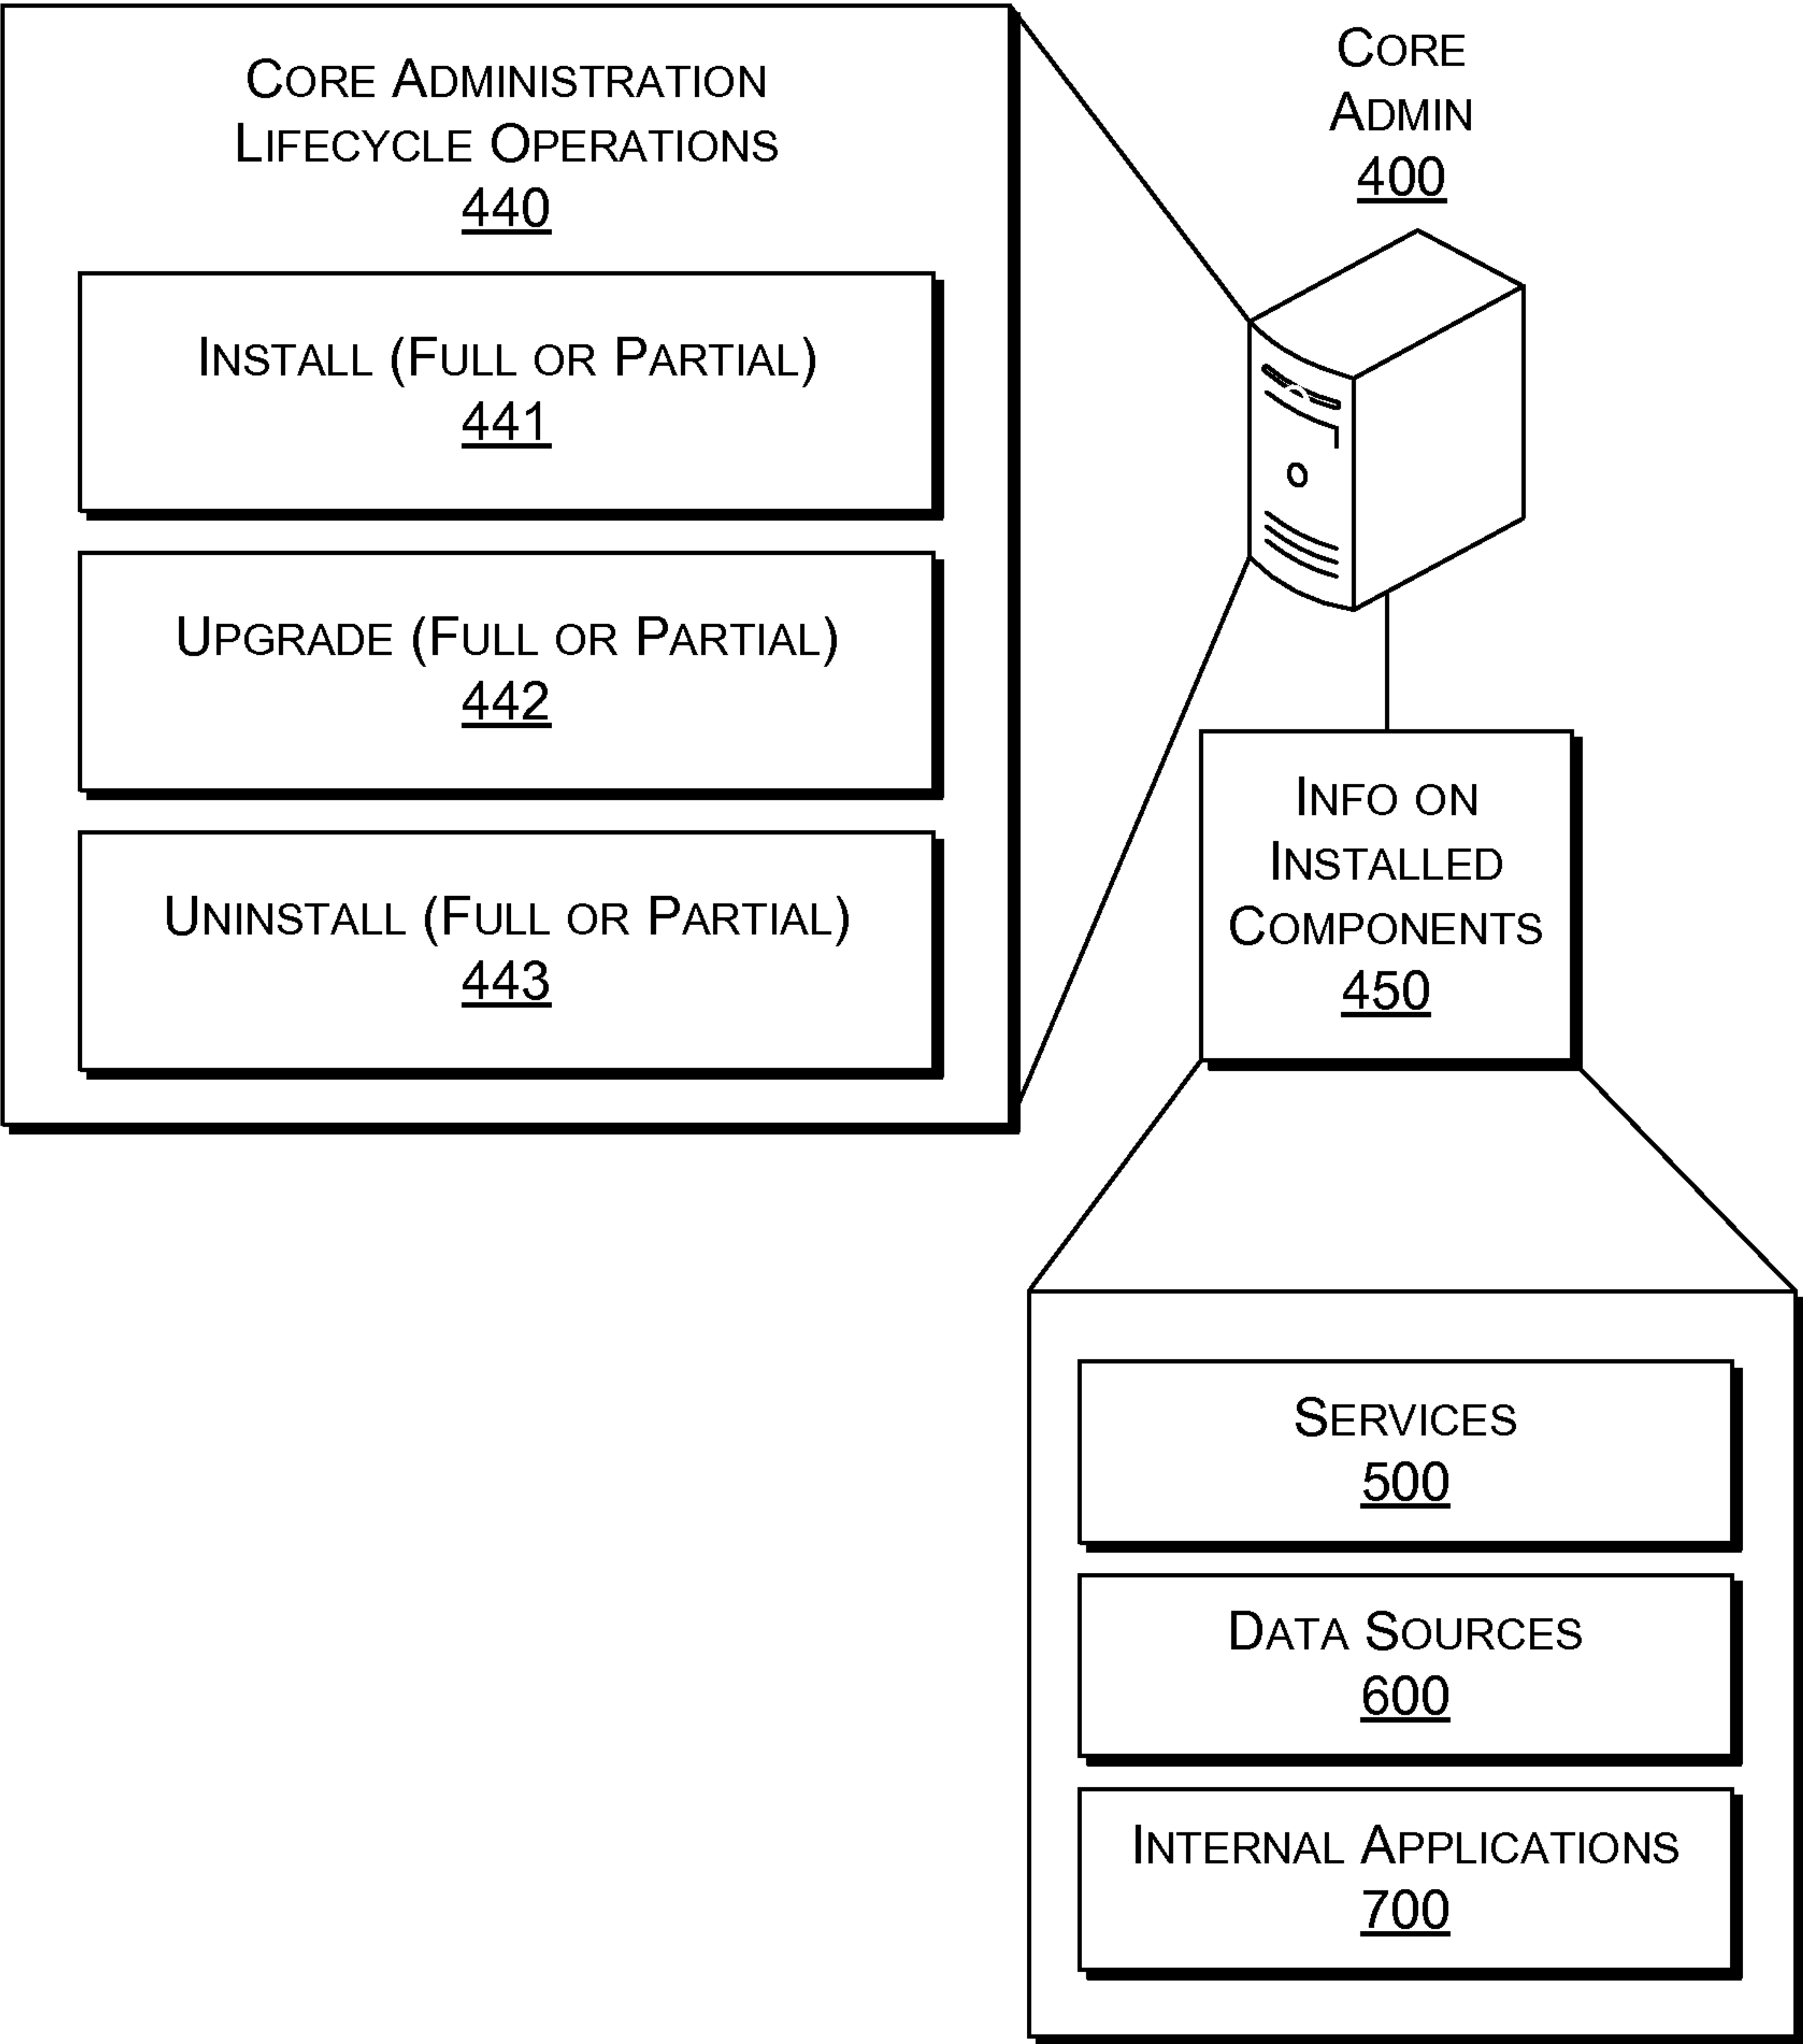 Core Administration
Lifecycle Operations
440
Install (Full or Partial)
441
Upgrade (Full or Partial)
442
Uninstall (Full or Partial)
443
Core
Admin
400
Info on
Installed
Components
450
Services
500
Data Sources
600
Internal Applications
700